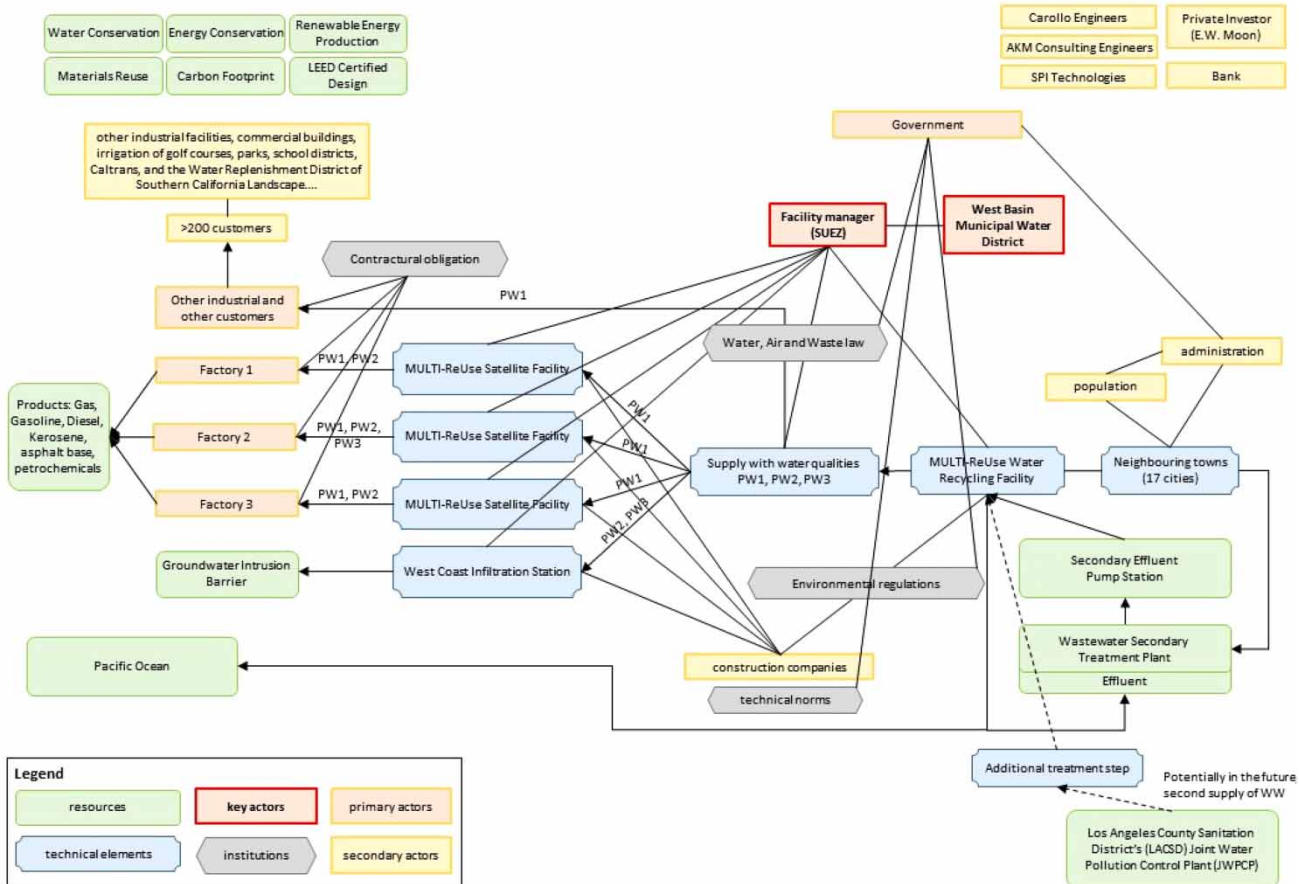 Water Conservation
Energy Conservation
Renewable Energy
Production
Materials Reuse
Carbon Footprint
LEED Certified
Design
Carollo Engineers
Private Investor
(E.W. Moon)
AKM Consulting Engineers
SPI Technologies
Bank
other industrial facilities, commercial buildings,
irrigation of golf courses, parks, school districts,
Caltrans, and the Water Replenishment District of
Southern California Landscape....
>200 customers
Government
Facility manager
(SUEZ)
West Basin
Municipal Water
District
Contractural obligation
Other industrial and
other customers
PW1
Water, Air and Waste law
administration
population
Factory 1
PW1, PW2
MULTI-ReUse Satellite Facility
Products: Gas,
Gasoline, Diesel,
Kerosene,
asphalt base,
petrochemicals
Factory 2
PW1, PW2,
PW3
MULTI-ReUse Satellite Facility
PW1
PW1
PW1
PW2, PW3
Supply with water qualities
PW1, PW2, PW3
MULTI-ReUse Water
Recycling Facility
Neighbouring towns
(17 cities)
Factory 3
PW1, PW2
MULTI-ReUse Satellite Facility
Groundwater Intrusion
Barrier
West Coast Infiltration Station
Environmental regulations
Secondary Effluent
Pump Station
Wastewater Secondary
Treatment Plant
Effluent
Pacific Ocean
construction companies
technical norms
Additional treatment step
Potentially in the future,
second supply of WW
Los Angeles County Sanitation
District's (LACSD) Joint Water
Pollution Control Plant (JWPCP)
Legend
resources
key actors
primary actors
technical elements
institutions
secondary actors